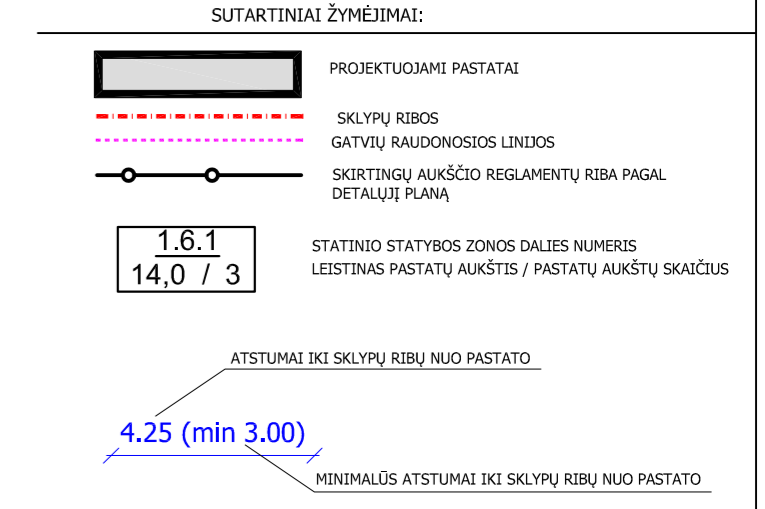 SUTARTINIAI ŽYMĖJIMAI:
PROJEKTUOJAMI PASTATAI
SKLYPŲ RIBOS
GATVIŲ RAUDONOSIOS LINIJOS
SKIRTINGŲ AUKŠČIO REGLAMENTŲ RIBA PAGAL
DETALŲJĮ PLANĄ
1.6.1
14,0 / 3
STATINIO STATYBOS ZONOS DALIES NUMERIS
LEISTINAS PASTATŲ AUKŠTIS / PASTATŲ AUKŠTŲ SKAIČIUS
ATSTUMAI IKI SKLYPŲ RIBŲ NUO PASTATO
4.25 (min 3.00)
MINIMALŪS ATSTUMAI IKI SKLYPŲ RIBŲ NUO PASTATO